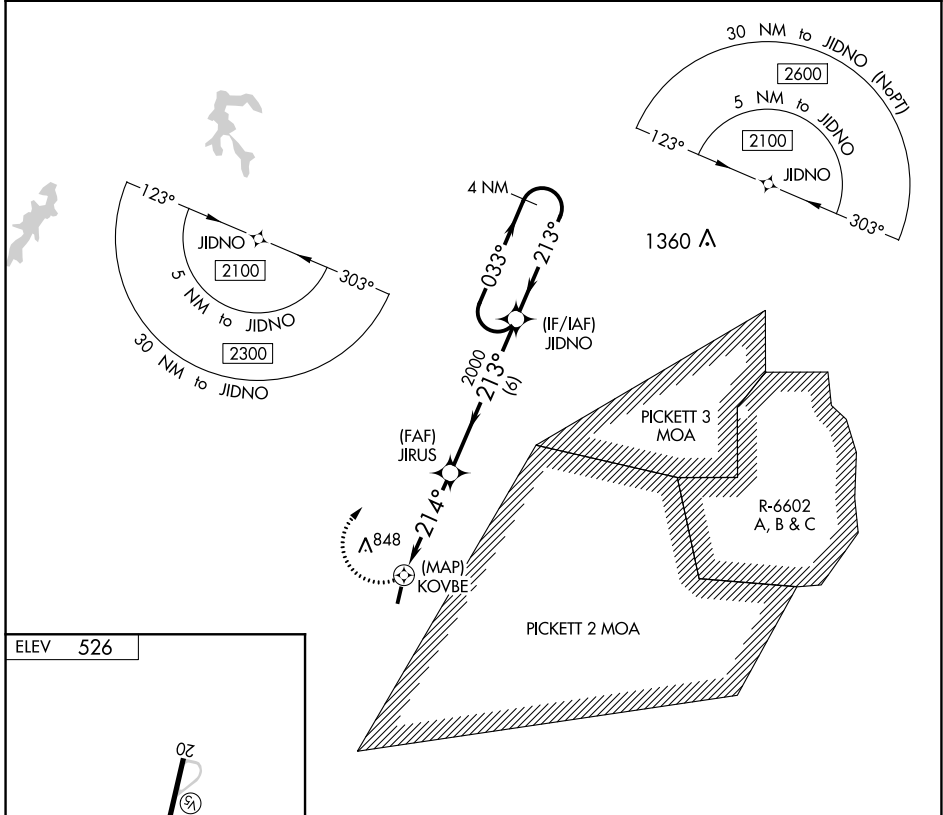 30 NM to JIDNO (NoPT)
2600
5 NM to JIDNO
2100
123°
JIDNO
303°
123°
JIDNO
2100
303°
5 NM to JIDNO
2300
30 NM to JIDNO
4 NM
033°
213°
1360
(IF/IAF)
JIDNO
2000
213°
(6)
(FAF)
JIRUS
214°
848
(MAP)
KOVBE
PICKETT 3
MOA
R-6602
A, B & C
PICKETT 2 MOA
ELEV 526
20
V5